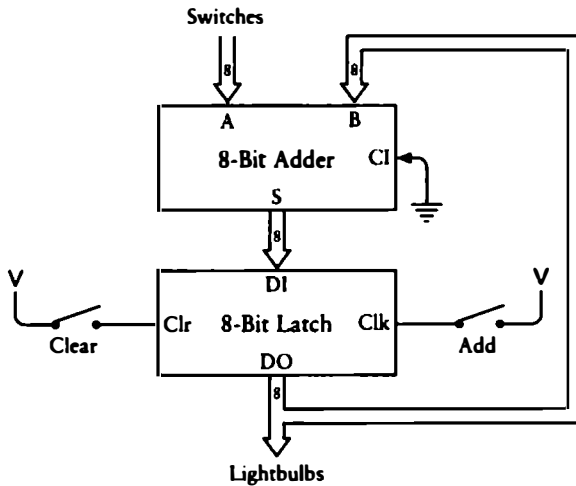 Switches
8
8
A
B
8-Bit Adder
CI
S
8
V
V
DI
Clr
8-Bit Latch
Clk
Clear
Add
DO
8
Lightbulbs